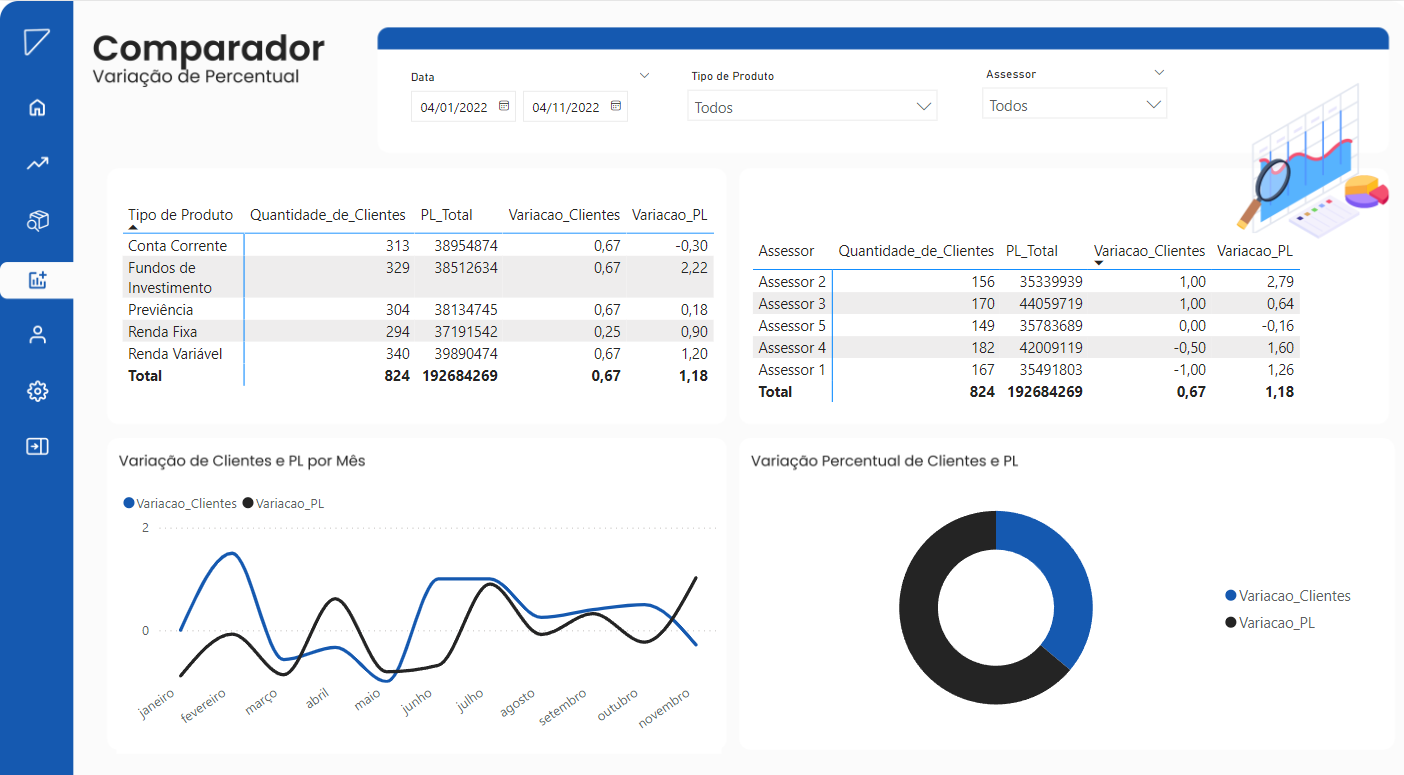 Comparador
Variação de Percentual
Data
04/01/2022 04/11/2022
Tipo de Produto
Todos
Assessor
Todos
Tipo de Produto Quantidade_de_Clientes PL_Total Variacao_Clientes Variacao_PL
Conta Corrente 313 38954874 0,67 -0,30
Fundos de 329 38512634 0,67 2,22
Investimento
Previência 304 38134745 0,67 0,18
Renda Fixa 294 37191542 0,25 0,90
Renda Variável 340 39890474 0,67 1,20
Total 824 192684269 0,67 1,18
Assessor Quantidade_de_Clientes PL_Total Variacao_Clientes Variacao_PL
Assessor 2 156 35339939 1,00 2,79
Assessor 3 170 44059719 1,00 0,64
Assessor 5 149 35783689 0,00 -0,16
Assessor 4 182 42009119 -0,50 1,60
Assessor 1 167 35491803 -1,00 1,26
Total 824 192684269 0,67 1,18
Variação de Clientes e PL por Mês
Variacao_Clientes Variacao_PL
2
0
janeiro fevereiro março abril maio junho julho agosto setembro outubro novembro
Variação Percentual de Clientes e PL
Variacao_Clientes
Variacao_PL